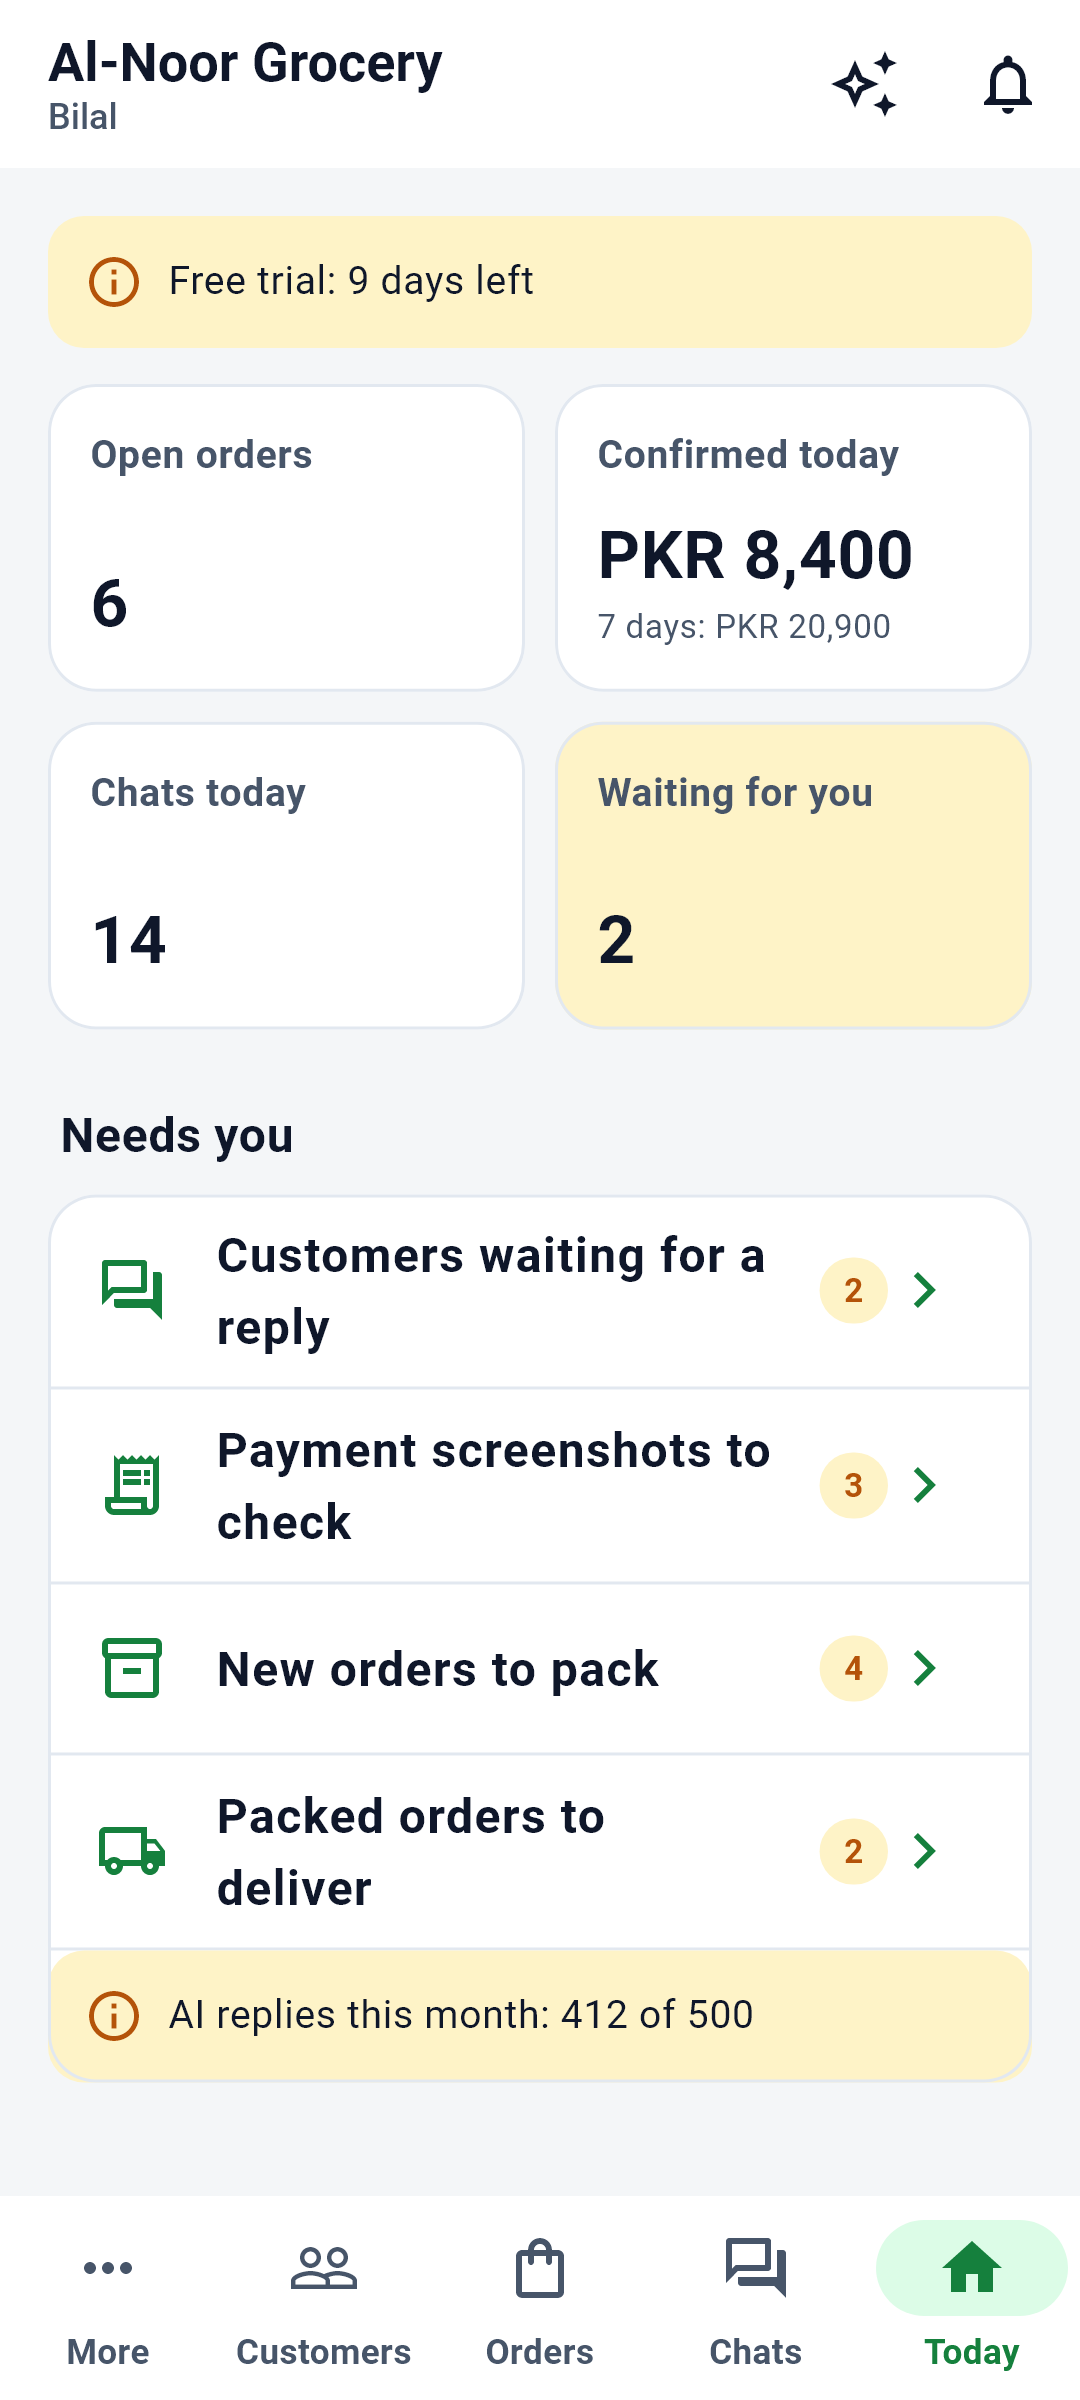 Al-Noor Grocery
Bilal
Free trial: 9 days left
Open orders
6
Confirmed today
PKR 8,400
7 days: PKR 20,900
Chats today
14
Waiting for you
2
Needs you
Customers waiting for a
reply
2
Payment screenshots to
check
3
New orders to pack
4
Packed orders to
deliver
2
AI replies this month: 412 of 500
More
Customers
Orders
Chats
Today